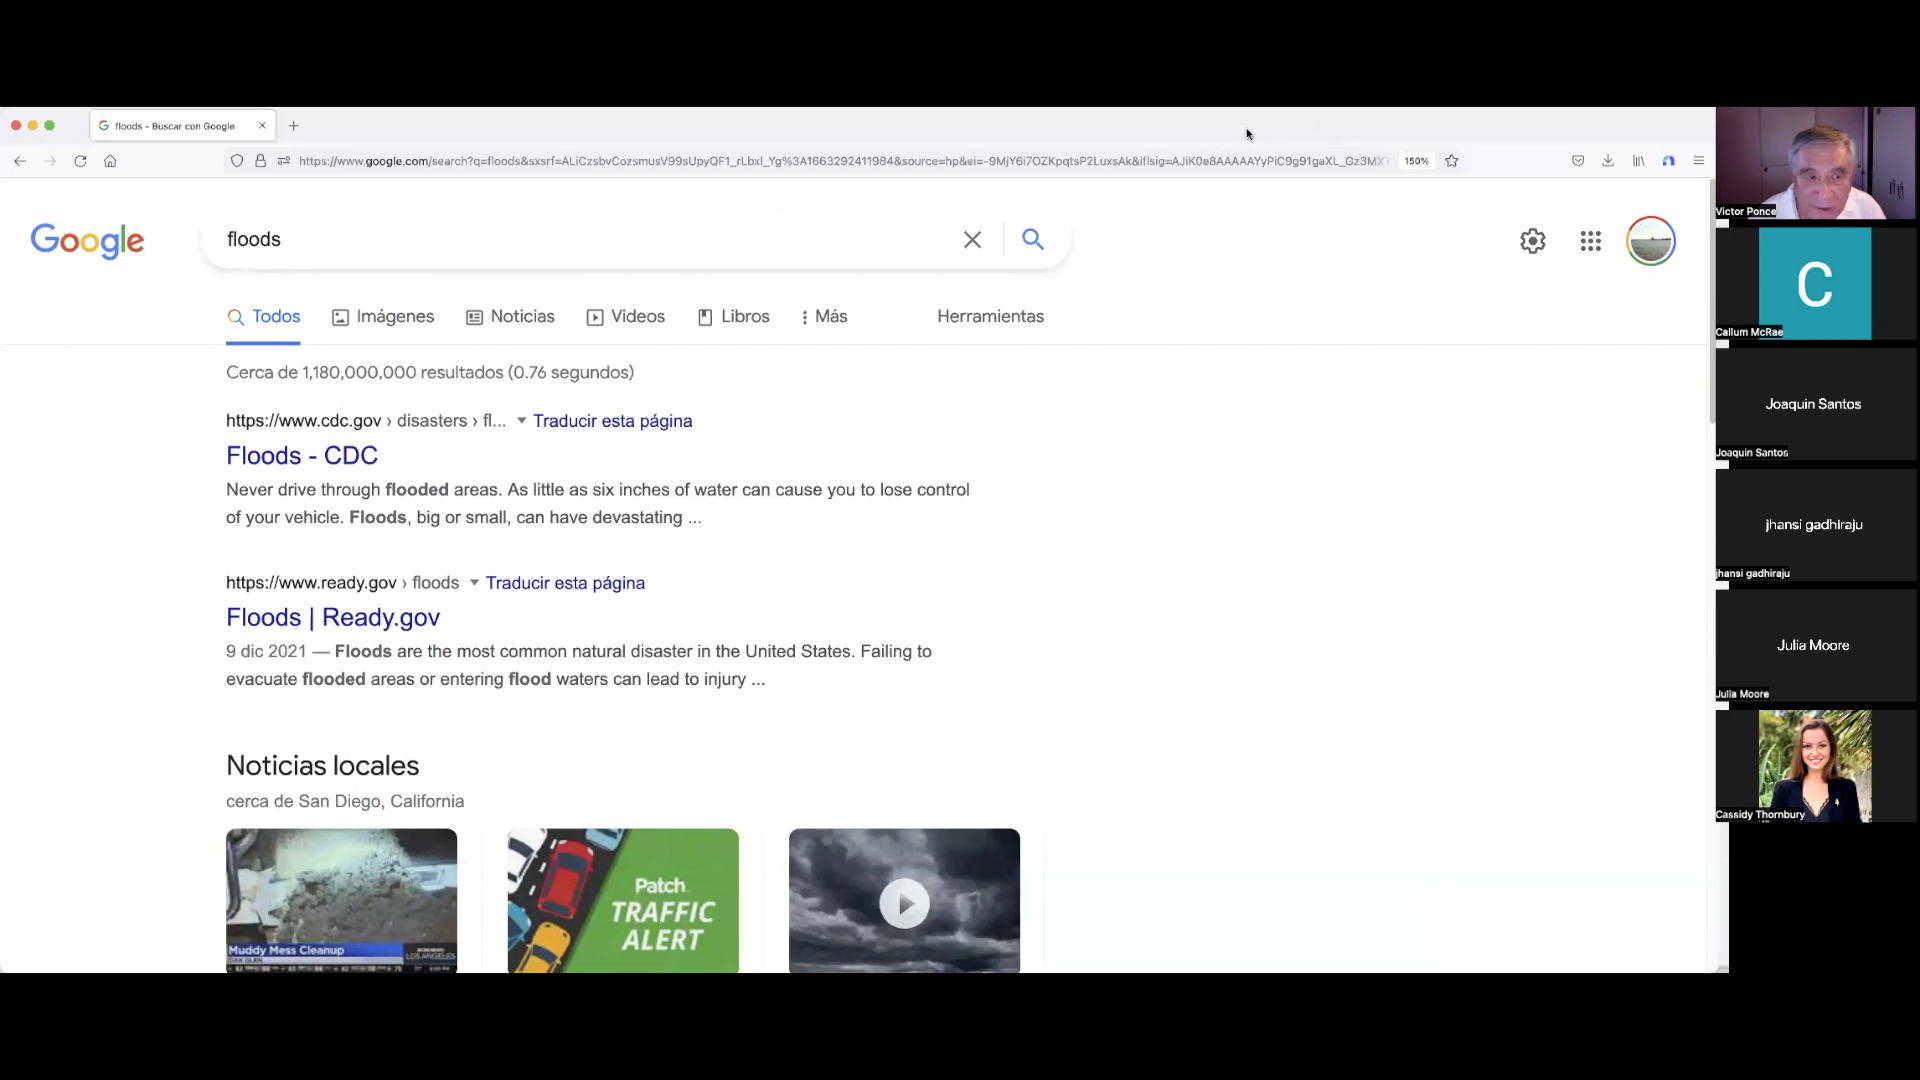 floods - Buscar con Google
https://www.google.com/search?q=floods&sxsrf=ALiCzsbvCozsmusV99sUpyQF1_rLbxl_Yg%3A1663292411984&source=hp&ei=-9MjY6i7OZKpqtsP2LuxsAk&iflsig=AJiK0e8AAAAAYyPiC9g91gaXL_Gz3MX
150%
Google
floods
Todos Imágenes Noticias Videos Libros Más Herramientas
Cerca de 1,180,000,000 resultados (0.76 segundos)
https://www.cdc.gov › disasters › fl... Traducir esta página
Floods - CDC
Never drive through flooded areas. As little as six inches of water can cause you to lose control
of your vehicle. Floods, big or small, can have devastating ...
https://www.ready.gov › floods Traducir esta página
Floods | Ready.gov
9 dic 2021 — Floods are the most common natural disaster in the United States. Failing to
evacuate flooded areas or entering flood waters can lead to injury ...
Noticias locales
cerca de San Diego, California
Muddy Mess Cleanup
OAK GLEN
LOS ANGELES
Patch
TRAFFIC
ALERT
Victor Ponce
C
Callum McRae
Joaquin Santos
Joaquin Santos
jhansi gadhiraju
jhansi gadhiraju
Julia Moore
Julia Moore
Cassidy Thornbury